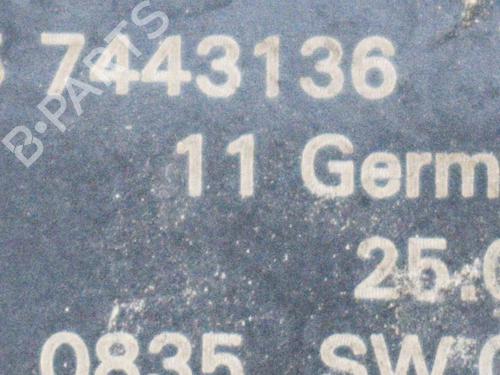 7443136
11 Germ
25.
0835 SW
B-PARTS